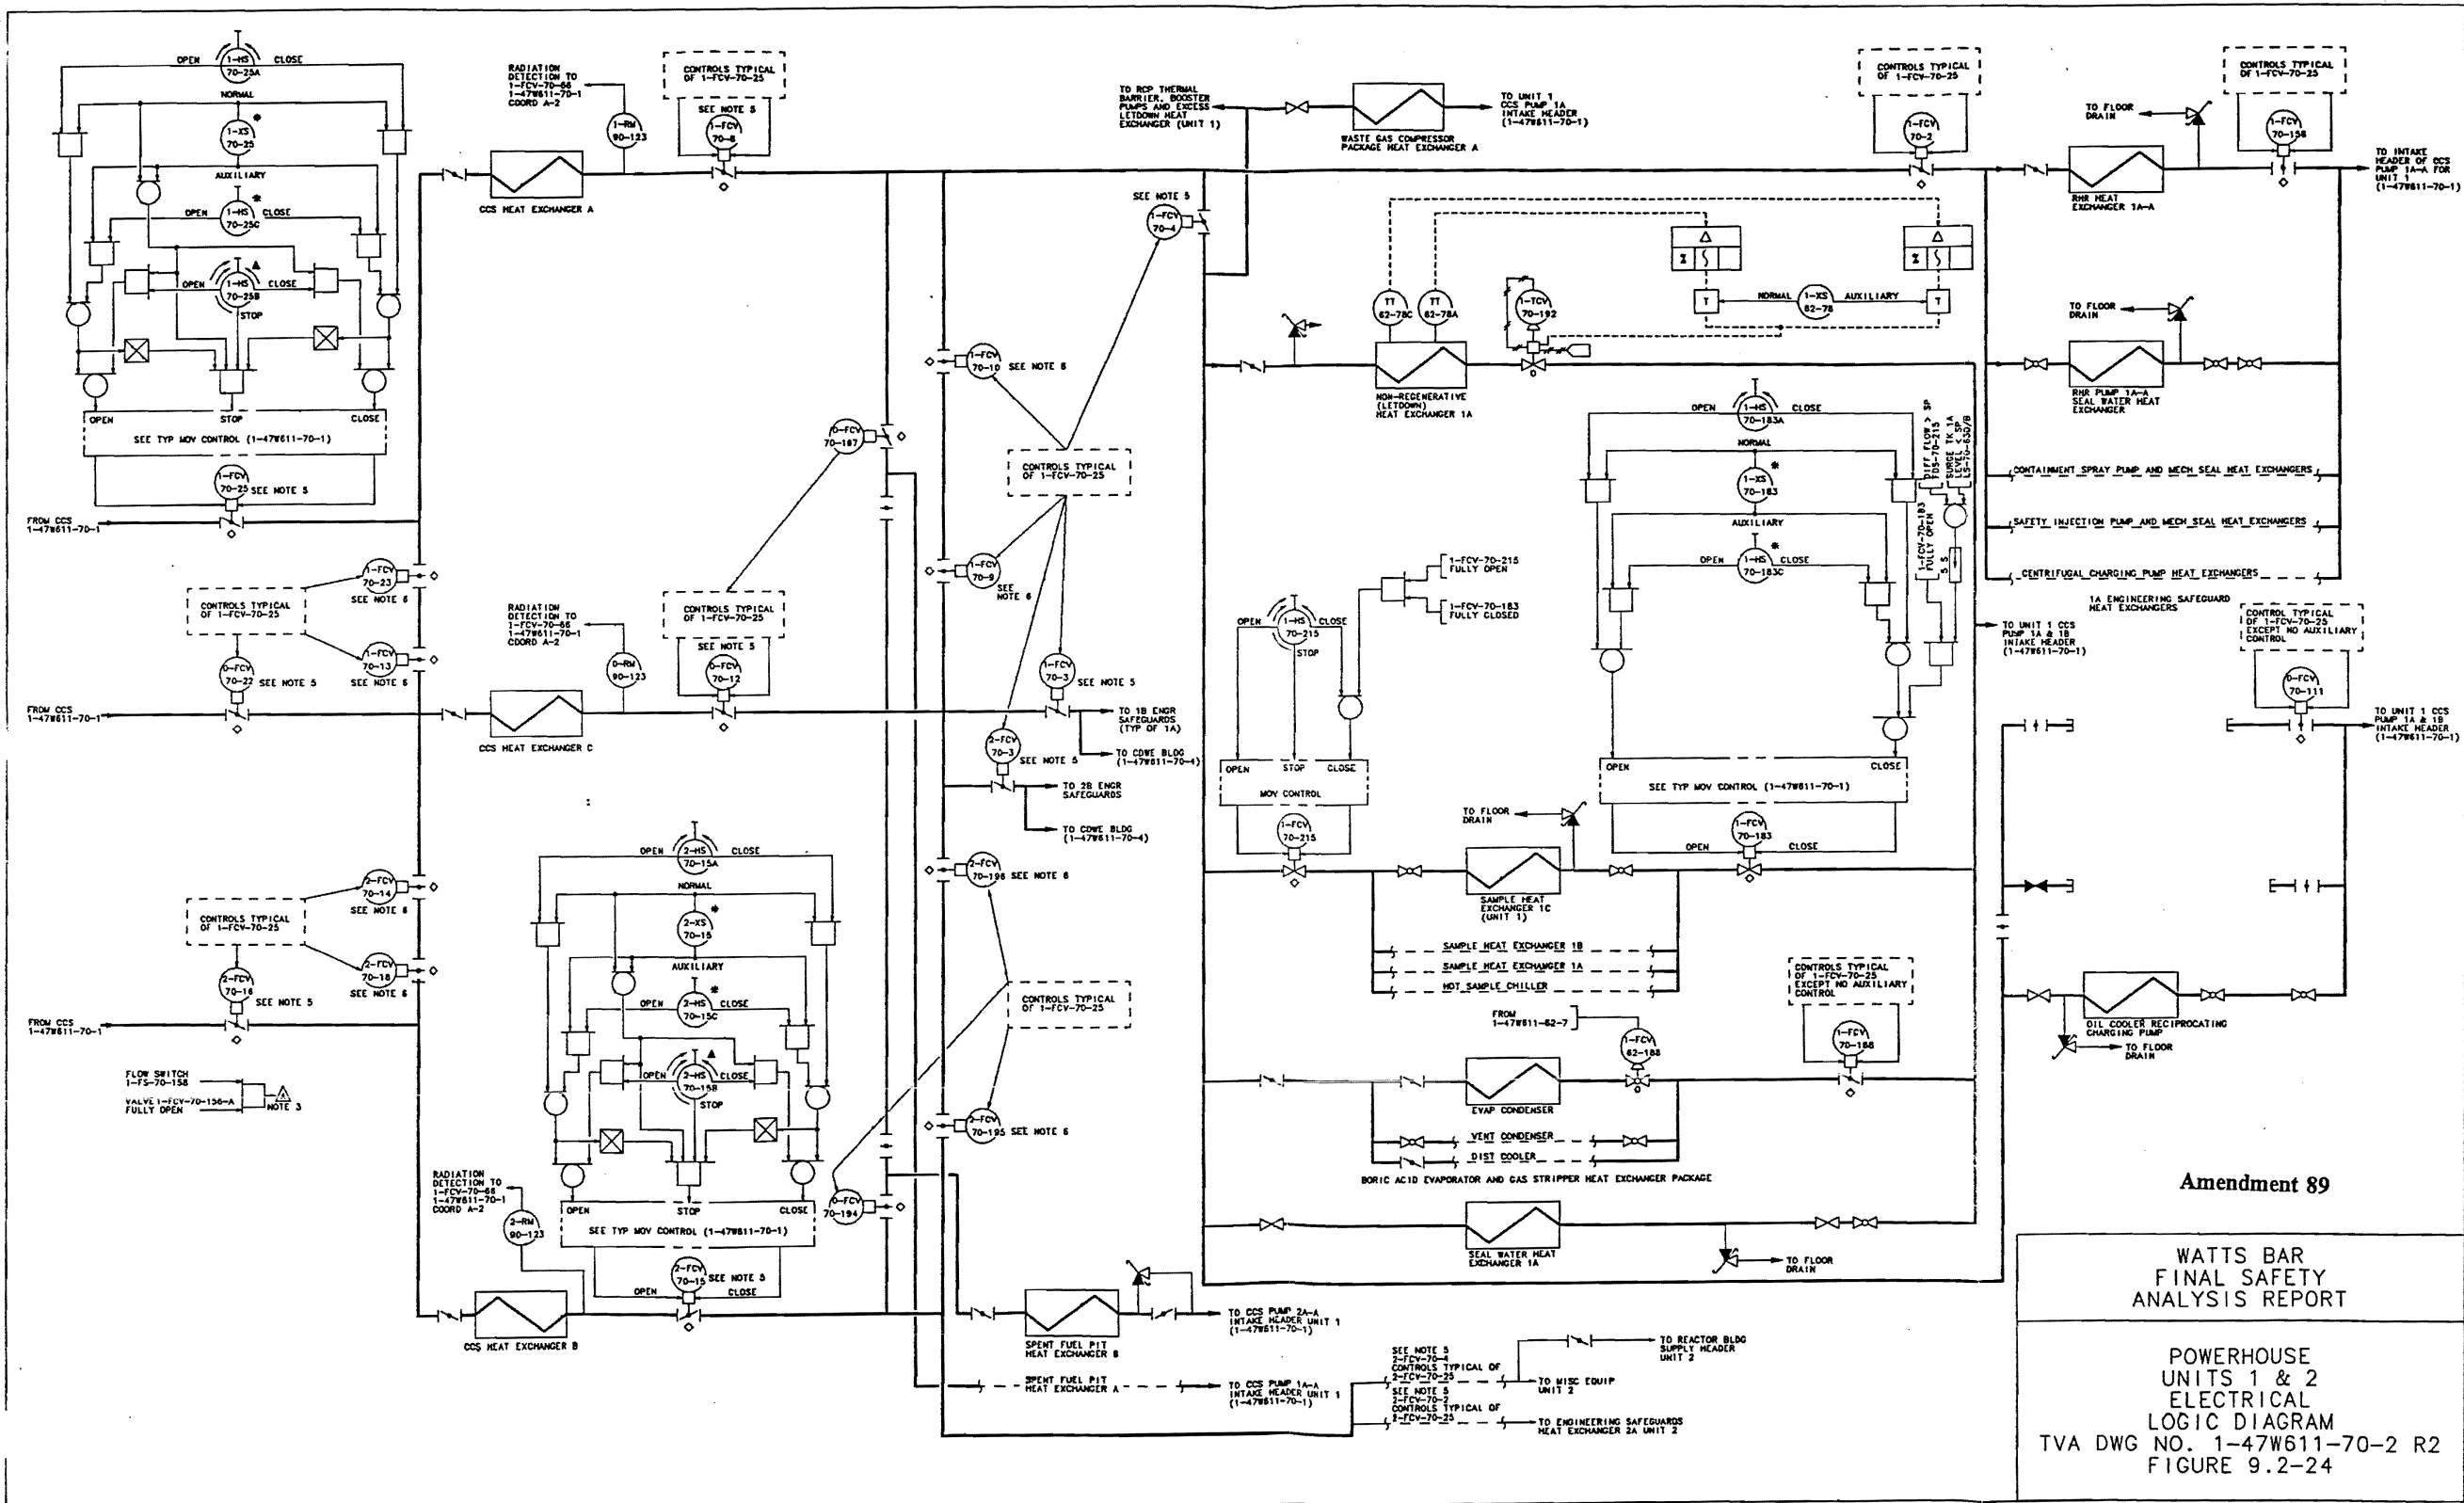 OPEN
1-HS
70-25A
CLOSE
NORMAL
1-XS
70-25
*
AUXILIARY
OPEN
1-HS
70-25C
*
CLOSE
OPEN
1-HS
70-25B
CLOSE
STOP
OPEN
STOP
CLOSE
SEE TYP MOV CONTROL (1-47W611-70-1)
1-FCV
70-25
SEE NOTE 5
FROM CCS
1-47W611-70-1
RADIATION
DETECTION TO
1-FCV-70-66
1-47W611-70-1
COORD A-2
1-RM
90-123
CCS HEAT EXCHANGER A
CONTROLS TYPICAL
OF 1-FCV-70-25
SEE NOTE 5
1-FCV
70-8
TO RCP THERMAL
BARRIER, BOOSTER
PUMPS AND EXCESS
LETDOWN HEAT
EXCHANGER (UNIT 1)
WASTE GAS COMPRESSOR
PACKAGE HEAT EXCHANGER A
TO UNIT 1
CCS PUMP 1A
INTAKE HEADER
(1-47W611-70-1)
CONTROLS TYPICAL
OF 1-FCV-70-25
1-FCV
70-2
TO FLOOR
DRAIN
RHR HEAT
EXCHANGER 1A-A
CONTROLS TYPICAL
OF 1-FCV-70-25
1-FCV
70-156
TO INTAKE
HEADER OF CCS
PUMP 1A-A FOR
UNIT 1
(1-47W611-70-1)
SEE NOTE 5
1-FCV
70-4
TT
62-78C
TT
62-78A
1-TCV
70-192
NON-REGENERATIVE
(LETDOWN)
HEAT EXCHANGER 1A
Δ
% ∫
Δ
% ∫
T
NORMAL
1-XS
62-78
AUXILIARY
T
TO FLOOR
DRAIN
RHR PUMP 1A-A
SEAL WATER HEAT
EXCHANGER
CONTAINMENT SPRAY PUMP AND MECH SEAL HEAT EXCHANGERS
SAFETY INJECTION PUMP AND MECH SEAL HEAT EXCHANGERS
CENTRIFUGAL CHARGING PUMP HEAT EXCHANGERS
1A ENGINEERING SAFEGUARD
HEAT EXCHANGERS
1-FCV
70-10
SEE NOTE 6
CONTROLS TYPICAL
OF 1-FCV-70-25
0-FCV
70-197
1-FCV
70-9
SEE
NOTE 6
1-FCV
70-23
SEE NOTE 6
CONTROLS TYPICAL
OF 1-FCV-70-25
1-FCV
70-13
SEE NOTE 6
0-FCV
70-22
SEE NOTE 5
FROM CCS
1-47W611-70-1
RADIATION
DETECTION TO
1-FCV-70-66
1-47W611-70-1
COORD A-2
0-RM
90-123
CCS HEAT EXCHANGER C
CONTROLS TYPICAL
OF 1-FCV-70-25
SEE NOTE 5
0-FCV
70-12
1-FCV
70-3
SEE NOTE 5
TO 1B ENGR
SAFEGUARDS
(TYP OF 1A)
TO CDWE BLDG
(1-47W611-70-4)
2-FCV
70-3
SEE NOTE 5
TO 2B ENGR
SAFEGUARDS
TO CDWE BLDG
(1-47W611-70-4)
1-FCV-70-215
FULLY OPEN
1-FCV-70-183
FULLY CLOSED
OPEN
1-HS
70-215
CLOSE
STOP
OPEN
STOP
CLOSE
MOV CONTROL
1-FCV
70-215
OPEN
1-HS
70-183A
CLOSE
NORMAL
1-XS
70-183
*
AUXILIARY
OPEN
1-HS
70-183C
*
CLOSE
DIFF FLOW > SP
FDS-70-215
SURGE TK 1A
LEVEL < SP
LS-70-63D/B
1-FCV-70-183
FULLY OPEN
5 S
OPEN
CLOSE
SEE TYP MOV CONTROL (1-47W611-70-1)
OPEN
1-FCV
70-183
CLOSE
TO UNIT 1 CCS
PUMP 1A & 1B
INTAKE HEADER
(1-47W611-70-1)
CONTROL TYPICAL
OF 1-FCV-70-25
EXCEPT NO AUXILIARY
CONTROL
0-FCV
70-111
TO UNIT 1 CCS
PUMP 1A & 1B
INTAKE HEADER
(1-47W611-70-1)
TO FLOOR
DRAIN
SAMPLE HEAT
EXCHANGER 1C
(UNIT 1)
SAMPLE HEAT EXCHANGER 1B
SAMPLE HEAT EXCHANGER 1A
HOT SAMPLE CHILLER
CONTROLS TYPICAL
OF 1-FCV-70-25
EXCEPT NO AUXILIARY
CONTROL
1-FCV
70-188
FROM
1-47W611-62-7
1-FCV
62-188
EVAP CONDENSER
VENT CONDENSER
DIST COOLER
BORIC ACID EVAPORATOR AND GAS STRIPPER HEAT EXCHANGER PACKAGE
SEAL WATER HEAT
EXCHANGER 1A
TO FLOOR
DRAIN
OIL COOLER RECIPROCATING
CHARGING PUMP
TO FLOOR
DRAIN
2-FCV
70-14
SEE NOTE 6
CONTROLS TYPICAL
OF 1-FCV-70-25
2-FCV
70-18
SEE NOTE 6
2-FCV
70-16
SEE NOTE 5
FROM CCS
1-47W611-70-1
FLOW SWITCH
1-FS-70-158
VALVE 1-FCV-70-156-A
FULLY OPEN
A
NOTE 3
OPEN
2-HS
70-15A
CLOSE
NORMAL
2-XS
70-15
*
AUXILIARY
OPEN
2-HS
70-15C
*
CLOSE
OPEN
2-HS
70-15B
CLOSE
STOP
OPEN
STOP
CLOSE
SEE TYP MOV CONTROL (1-47W611-70-1)
OPEN
2-FCV
70-15
SEE NOTE 5
CLOSE
RADIATION
DETECTION TO
1-FCV-70-66
1-47W611-70-1
COORD A-2
2-RM
90-123
CCS HEAT EXCHANGER B
2-FCV
70-196
SEE NOTE 6
CONTROLS TYPICAL
OF 1-FCV-70-25
2-FCV
70-195
SEE NOTE 6
0-FCV
70-194
SPENT FUEL PIT
HEAT EXCHANGER B
TO CCS PUMP 2A-A
INTAKE HEADER UNIT 1
(1-47W611-70-1)
SPENT FUEL PIT
HEAT EXCHANGER A
TO CCS PUMP 1A-A
INTAKE HEADER UNIT 1
(1-47W611-70-1)
SEE NOTE 5
2-FCV-70-4
CONTROLS TYPICAL OF
2-FCV-70-25
SEE NOTE 5
2-FCV-70-2
CONTROLS TYPICAL OF
2-FCV-70-25
TO REACTOR BLDG
SUPPLY HEADER
UNIT 2
TO MISC EQUIP
UNIT 2
TO ENGINEERING SAFEGUARDS
HEAT EXCHANGER 2A UNIT 2
Amendment 89
WATTS BAR
FINAL SAFETY
ANALYSIS REPORT
POWERHOUSE
UNITS 1 & 2
ELECTRICAL
LOGIC DIAGRAM
TVA DWG NO. 1-47W611-70-2 R2
FIGURE 9.2-24